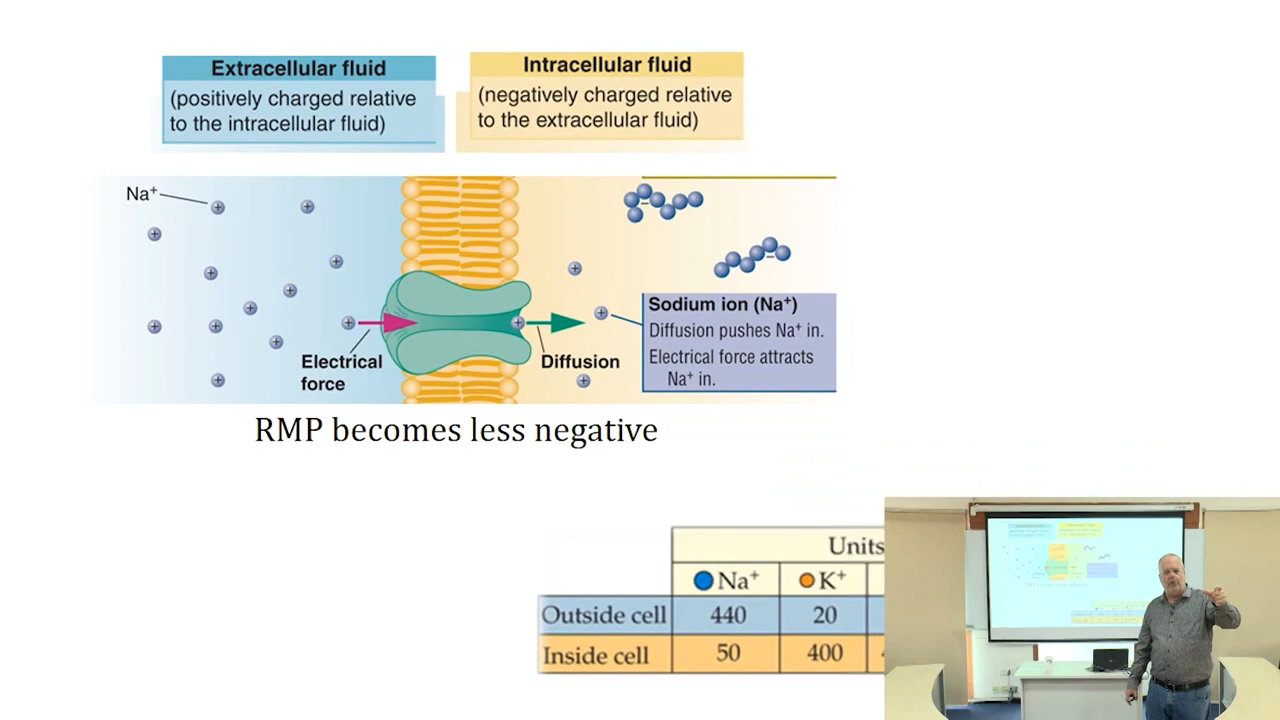 Extracellular fluid
(positively charged relative
to the intracellular fluid)
Intracellular fluid
(negatively charged relative
to the extracellular fluid)
Na⁺
Electrical
force
Diffusion
Sodium ion (Na⁺)
Diffusion pushes Na⁺ in.
Electrical force attracts
Na⁺ in.
RMP becomes less negative
Units
Na⁺ K⁺
Outside cell 440 20
Inside cell 50 400